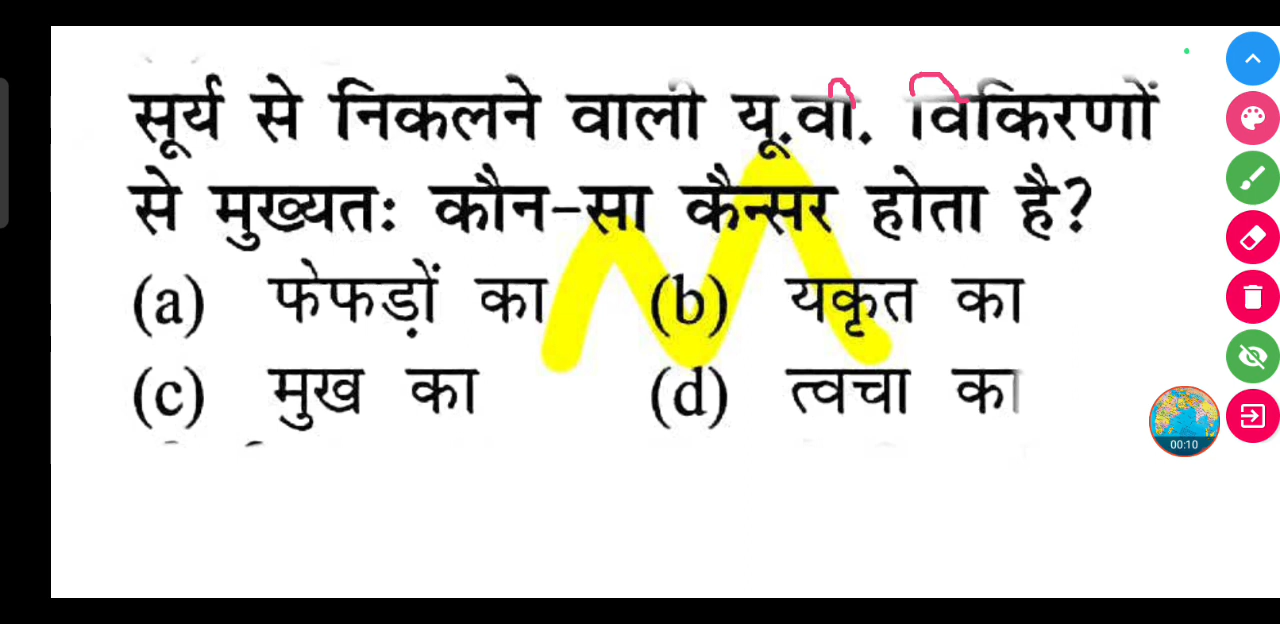 सूर्य से निकलने वाली यू.वी. विकिरणों
से मुख्यतः कौन-सा कैन्सर होता है?
(a) फेफड़ों का (b) यकृत का
(c) मुख का (d) त्वचा का
00:10